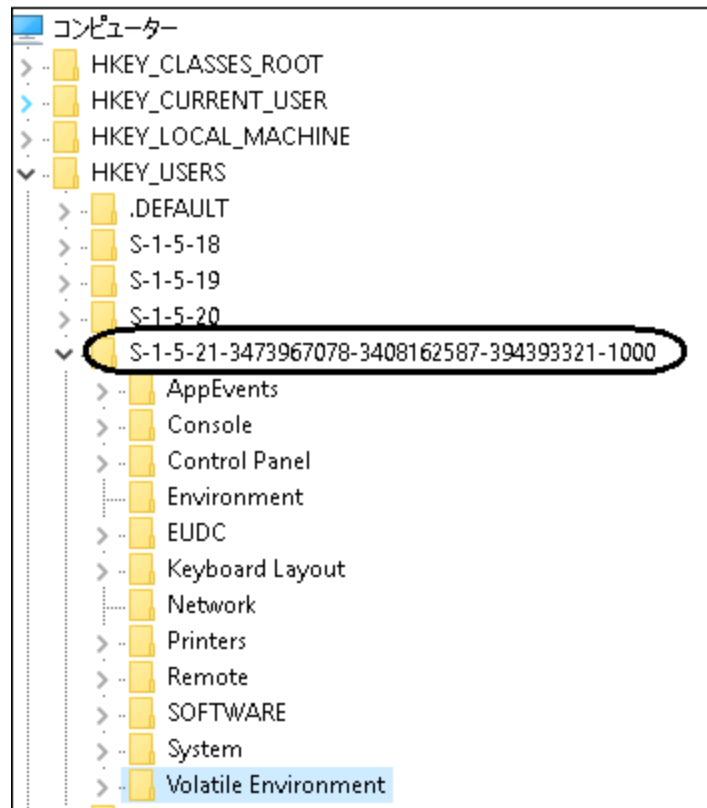 コンピューター
HKEY_CLASSES_ROOT
HKEY_CURRENT_USER
HKEY_LOCAL_MACHINE
HKEY_USERS
.DEFAULT
S-1-5-18
S-1-5-19
S-1-5-20
S-1-5-21-3473967078-3408162587-394393321-1000
AppEvents
Console
Control Panel
Environment
EUDC
Keyboard Layout
Network
Printers
Remote
SOFTWARE
System
Volatile Environment